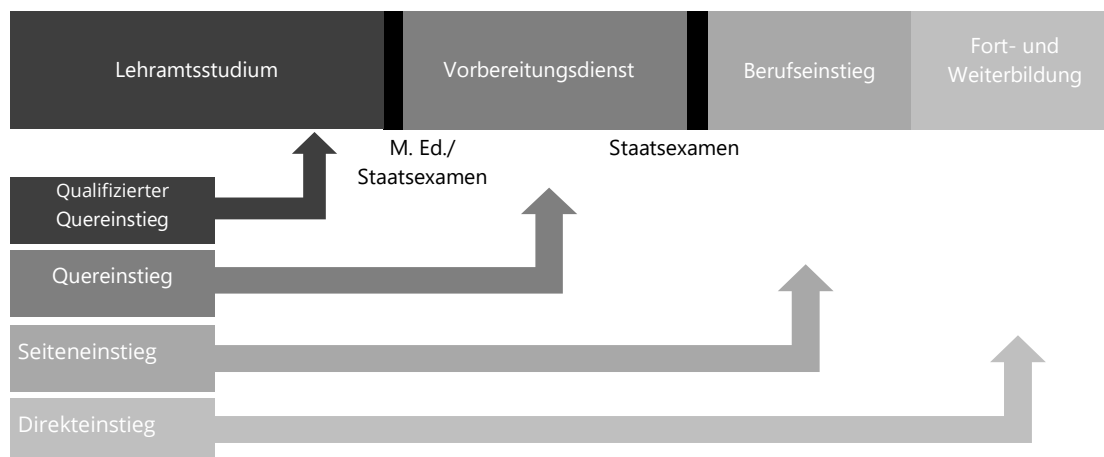 Lehramtsstudium
Vorbereitungsdienst
Berufseinstieg
Fort- und
Weiterbildung
M. Ed./
Staatsexamen
Staatsexamen
Qualifizierter
Quereinstieg
Quereinstieg
Seiteneinstieg
Direkteinstieg